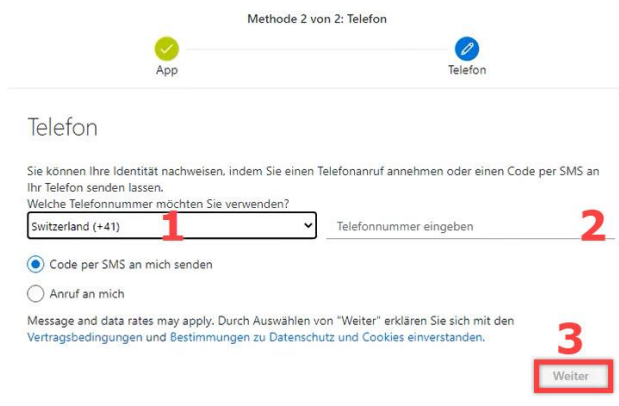 Methode 2 von 2: Telefon
App
Telefon
Telefon
Sie können Ihre Identität nachweisen, indem Sie einen Telefonanruf annehmen oder einen Code per SMS an
Ihr Telefon senden lassen.
Welche Telefonnummer möchten Sie verwenden?
Switzerland (+41) 1
Telefonnummer eingeben 2
Code per SMS an mich senden
Anruf an mich
Message and data rates may apply. Durch Auswählen von "Weiter" erklären Sie sich mit den
Vertragsbedingungen und Bestimmungen zu Datenschutz und Cookies einverstanden.
3
Weiter